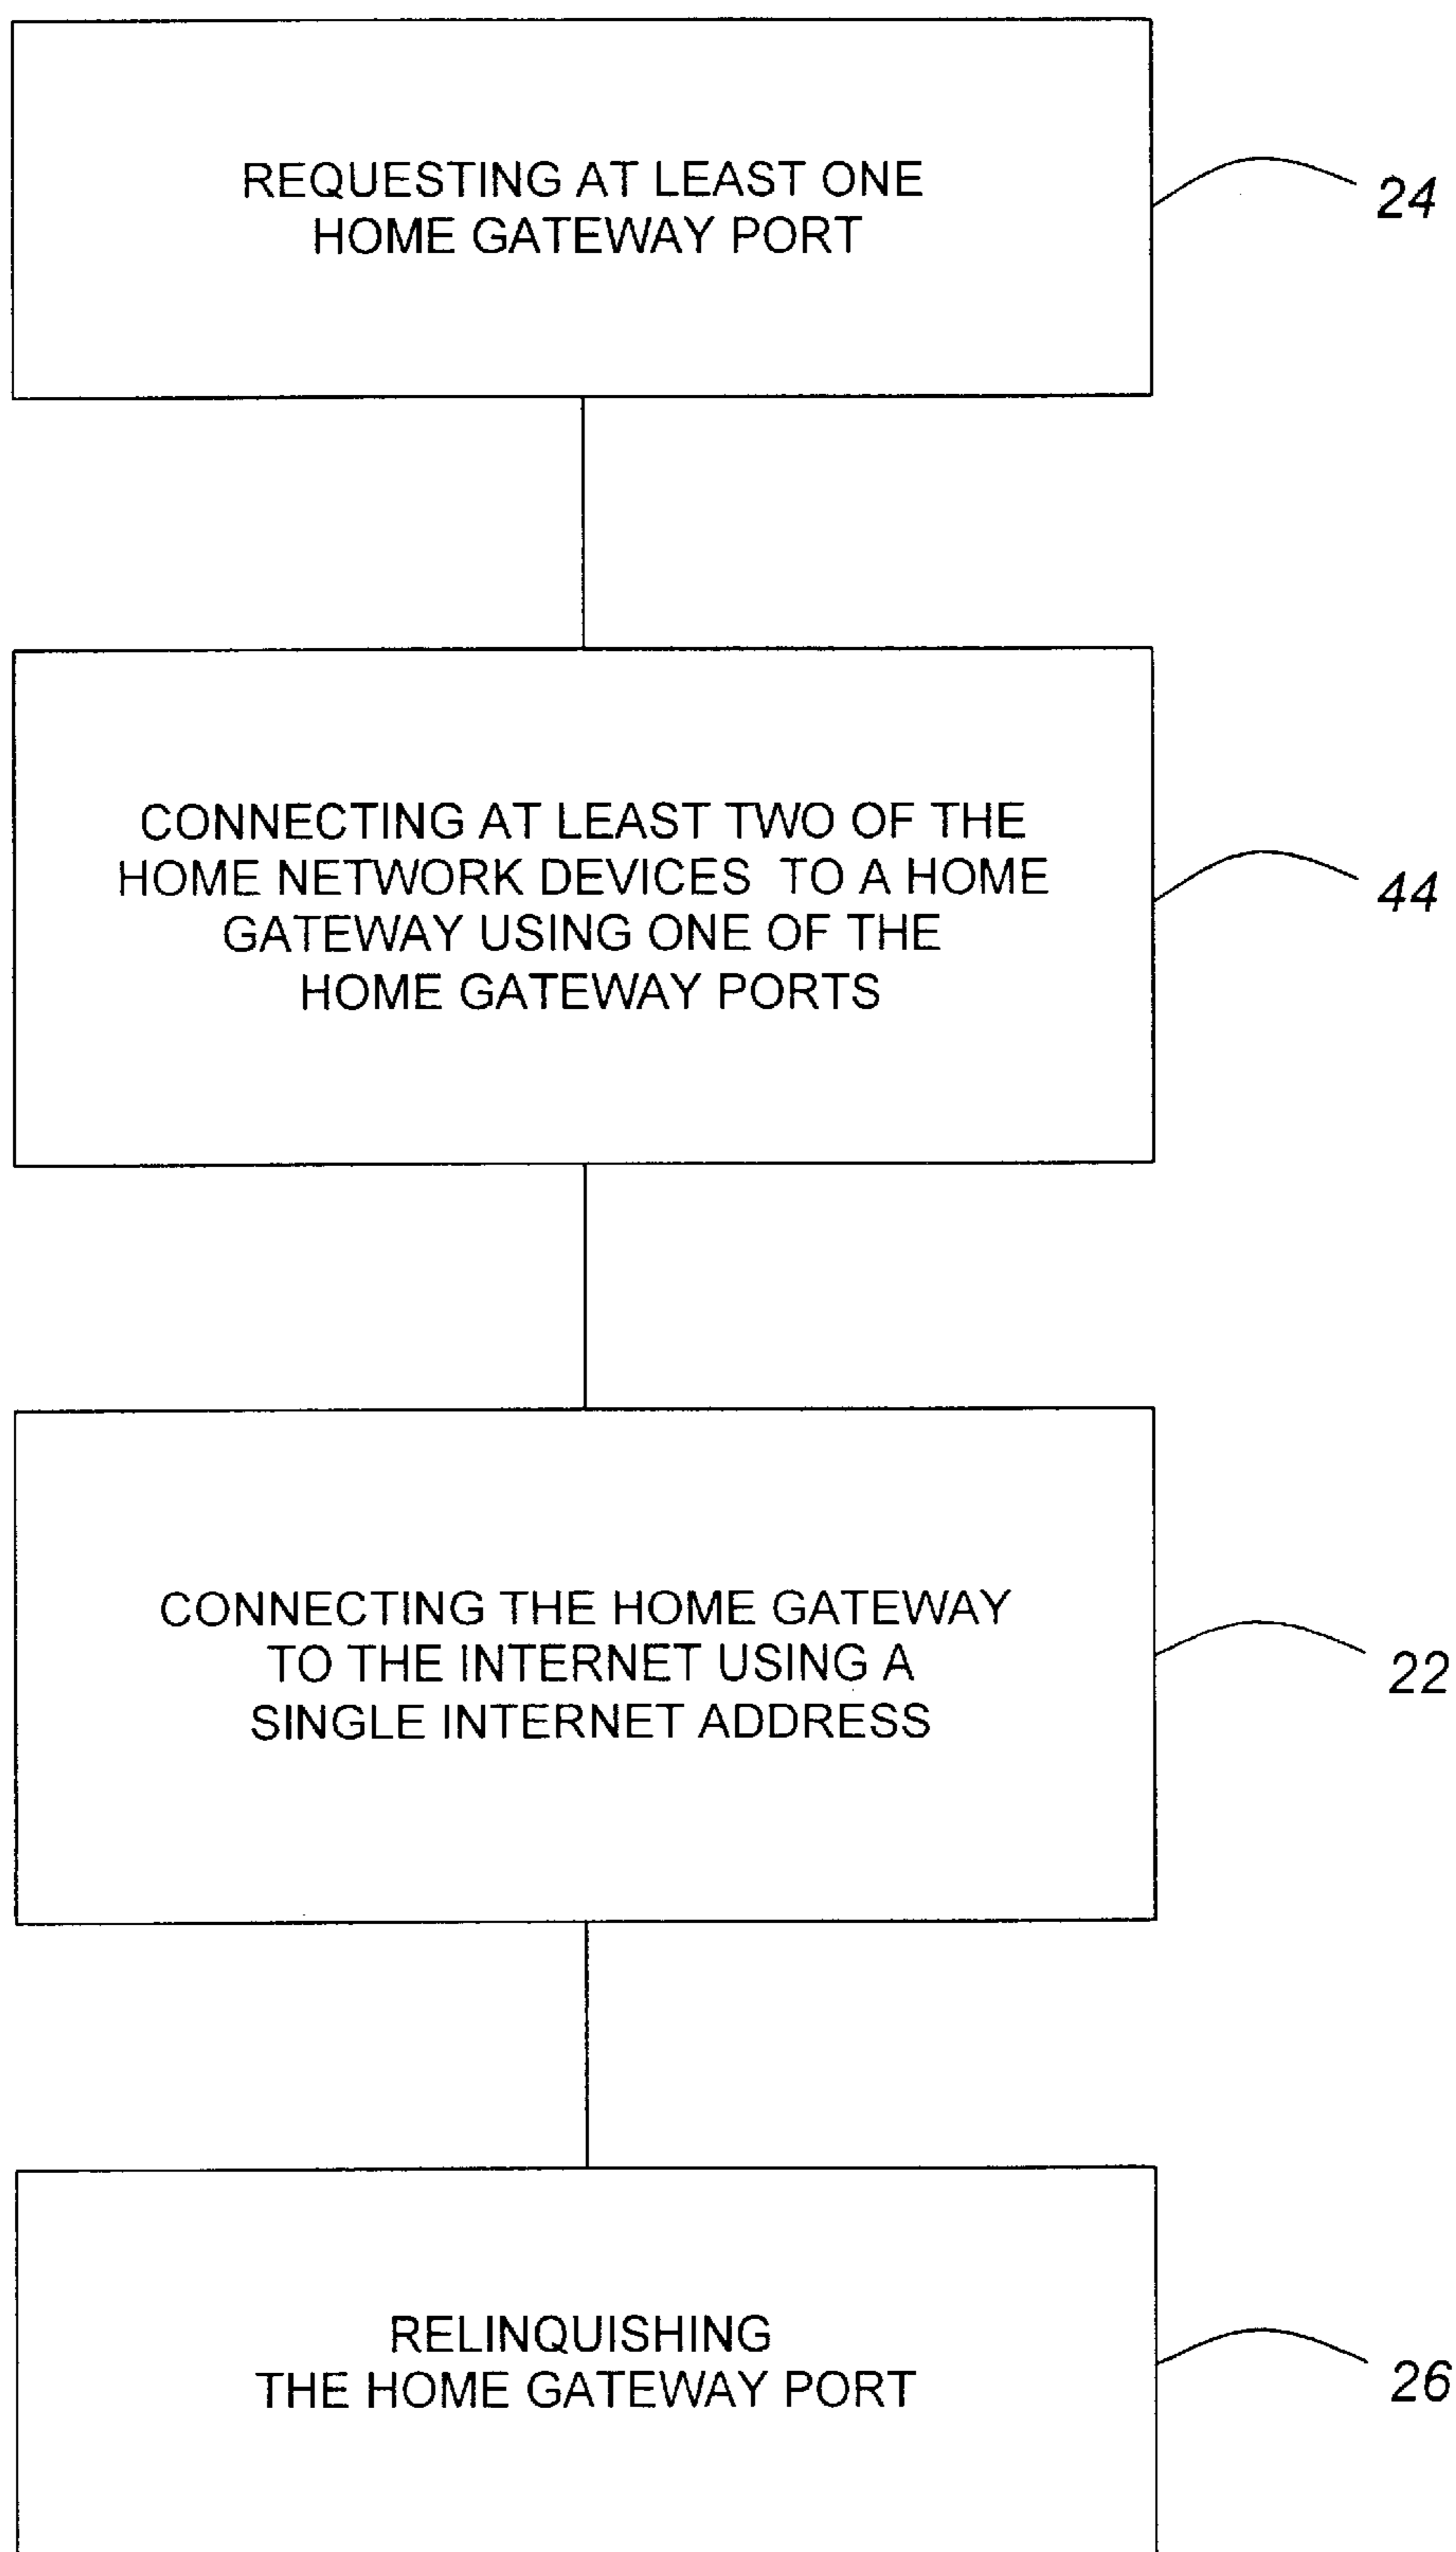 REQUESTING AT LEAST ONE
HOME GATEWAY PORT
24
CONNECTING AT LEAST TWO OF THE
HOME NETWORK DEVICES TO A HOME
GATEWAY USING ONE OF THE
HOME GATEWAY PORTS
44
CONNECTING THE HOME GATEWAY
TO THE INTERNET USING A
SINGLE INTERNET ADDRESS
22
RELINQUISHING
THE HOME GATEWAY PORT
26